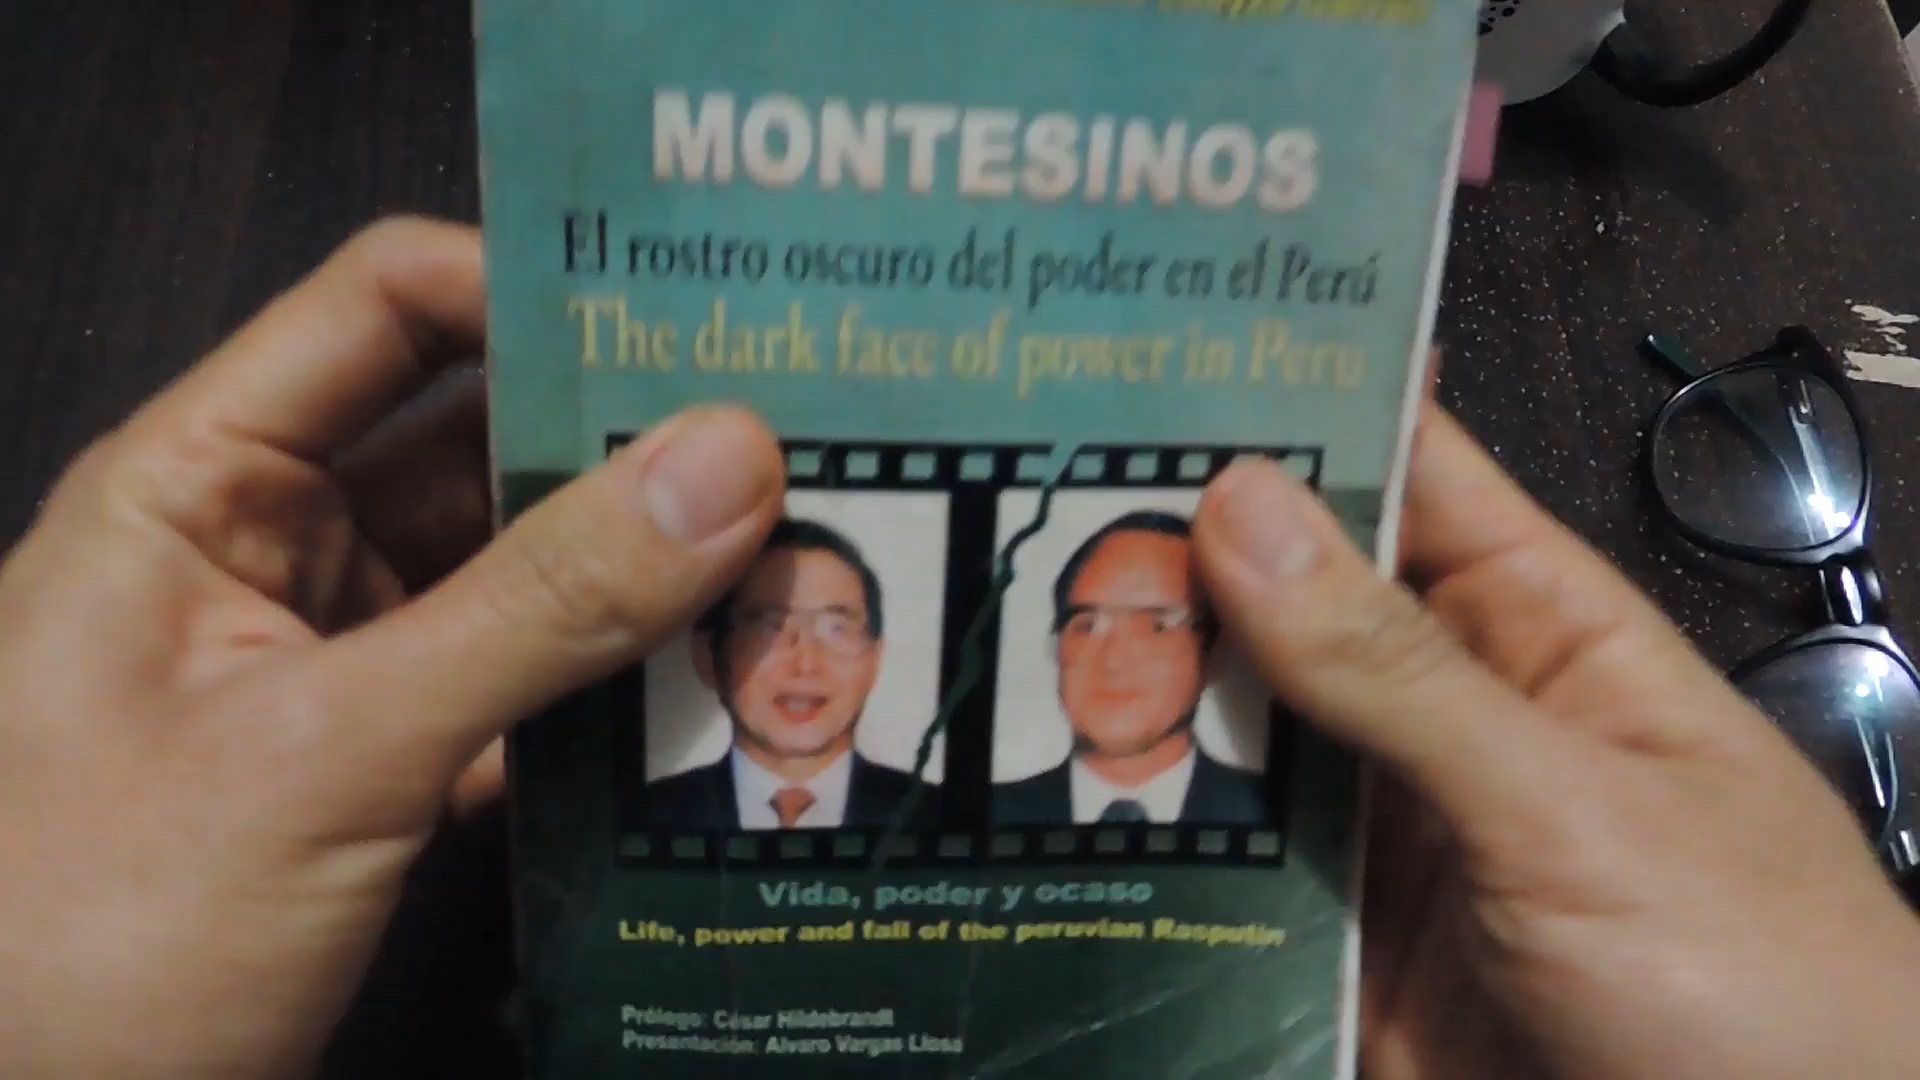 MONTESINOS
El rostro oscuro del poder en el Perú
The dark face of power in Peru
Vida, poder y ocaso
Life, power and fall of the peruvian Rasputin
Prólogo: César Hildebrandt
Presentación: Alvaro Vargas Llosa